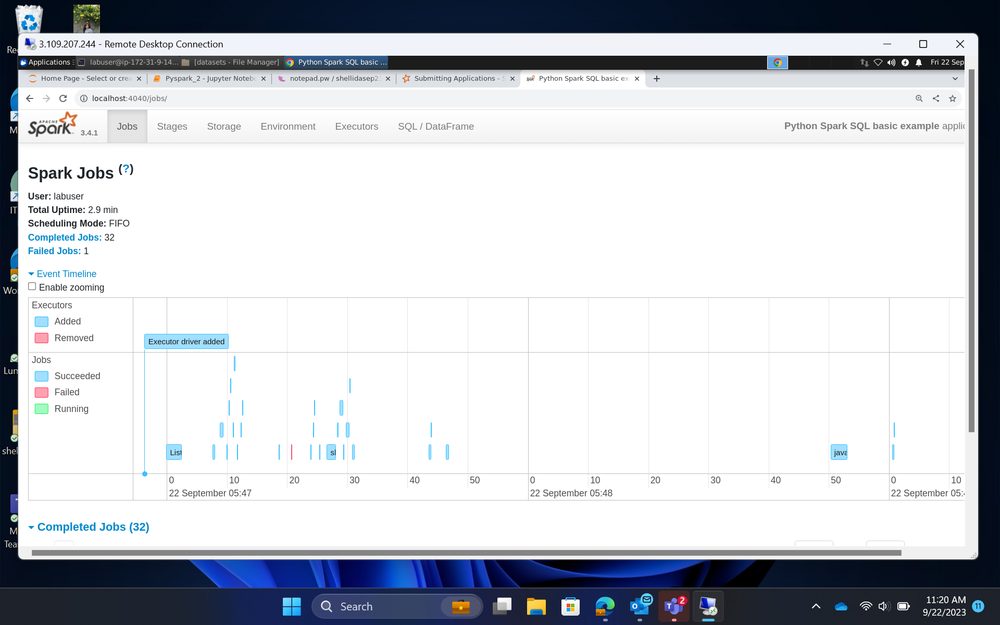 3.109.207.244 - Remote Desktop Connection
Applications
labuser@ip-172-31-9-14...
[datasets - File Manager]
Python Spark SQL basic ...
Fri 22 Sep
Home Page - Select or crea
Pyspark_2 - Jupyter Notebo
notepad.pw / shellidasep23
Submitting Applications - S
Python Spark SQL basic ex
localhost:4040/jobs/
APACHE Spark 3.4.1
Jobs
Stages
Storage
Environment
Executors
SQL / DataFrame
Python Spark SQL basic example applic
Spark Jobs (?)
User: labuser
Total Uptime: 2.9 min
Scheduling Mode: FIFO
Completed Jobs: 32
Failed Jobs: 1
Event Timeline
Enable zooming
Executors
Added
Removed
Executor driver added
Jobs
Succeeded
Failed
Running
List
sl
java
0 10 20 30 40 50 0 10 20 30 40 50 0 10
22 September 05:47
22 September 05:48
22 September 05:4
Completed Jobs (32)
Rec
M
IT
Wo
Lum
shel
M
Tea
Search
2
11:20 AM
9/22/2023
11